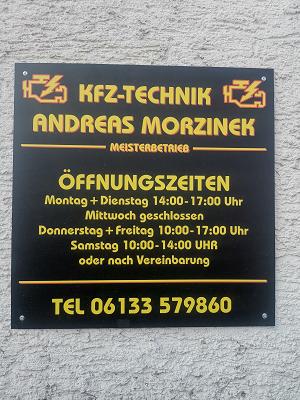 KFZ-TECHNIK
ANDREAS MORZINEK
MEISTERBETRIEB
ÖFFNUNGSZEITEN
Montag + Dienstag 14:00-17:00 Uhr
Mittwoch geschlossen
Donnerstag + Freitag 10:00-17:00 Uhr
Samstag 10:00-14:00 UHR
oder nach Vereinbarung
TEL 06133 579860